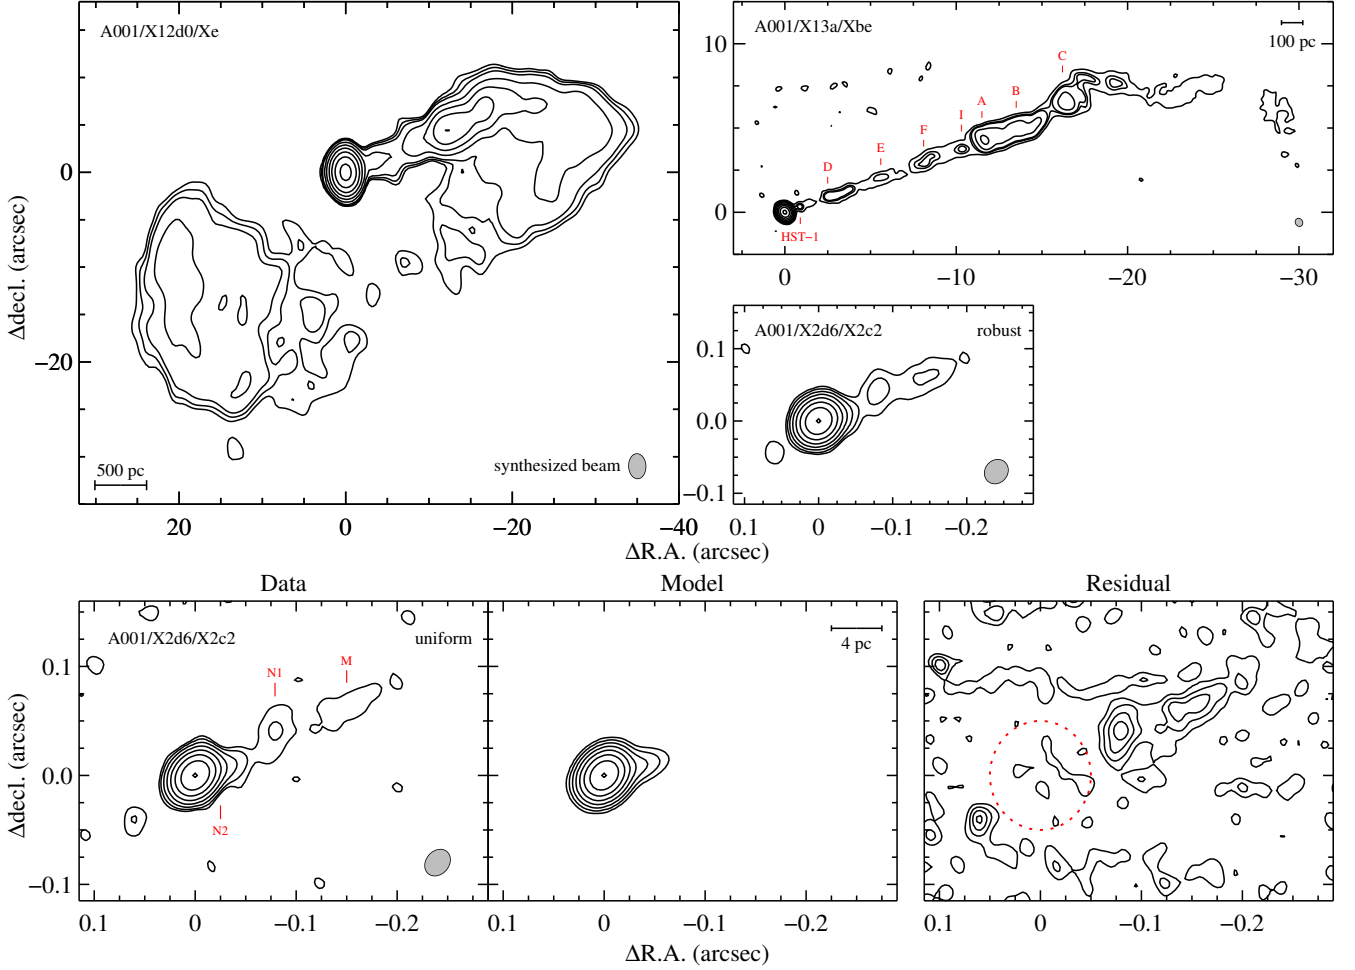 A001/X12d0/Xe
0
−20
Δdecl. (arcsec)
500 pc
synthesized beam
20
0
−20
−40
A001/X13a/Xbe
100 pc
10
0
C
B
A
I
F
E
D
HST−1
0
−10
−20
−30
A001/X2d6/X2c2
robust
0.1
0.0
−0.1
0.1
0
−0.1
−0.2
ΔR.A. (arcsec)
Data
Model
Residual
A001/X2d6/X2c2
uniform
N1
M
N2
0.1
0.0
−0.1
Δdecl. (arcsec)
4 pc
0.1
0
−0.1
−0.2
0.1
0
−0.1
−0.2
0.1
0
−0.1
−0.2
ΔR.A. (arcsec)